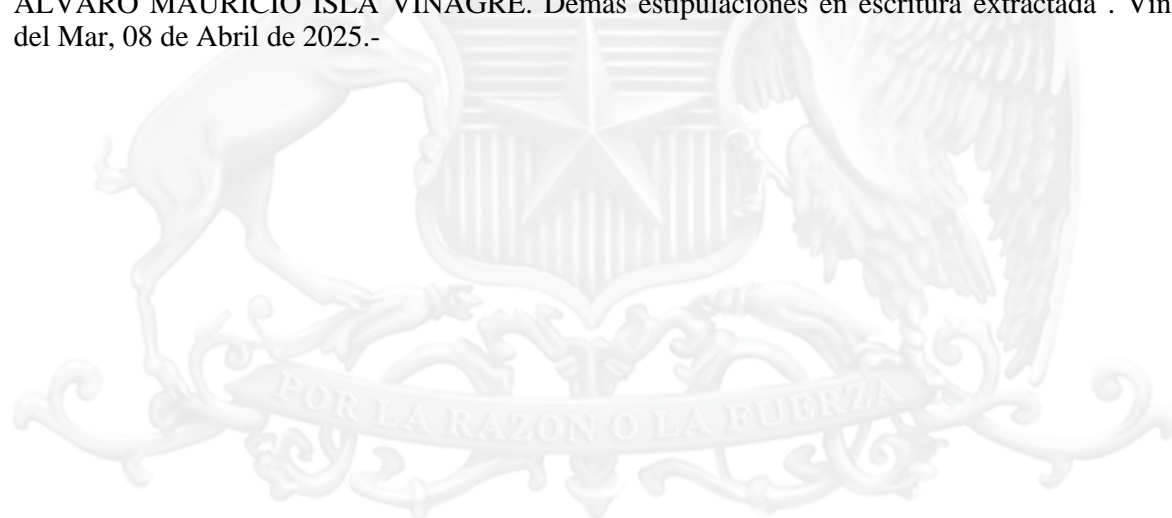 ALVARO MAURICIO ISLA VINAGRE. Demás estipulaciones en escritura extractada . Viñ
del Mar, 08 de Abril de 2025.-
POR LA RAZON O LA FUERZA